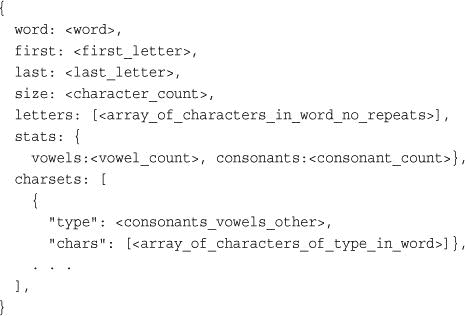 {
  word: <word>,
  first: <first_letter>,
  last: <last_letter>,
  size: <character_count>,
  letters: [<array_of_characters_in_word_no_repeats>],
  stats: {
    vowels:<vowel_count>, consonants:<consonant_count>},
  charsets: [
    {
      "type": <consonants_vowels_other>,
      "chars": [<array_of_characters_of_type_in_word>]},
    . . .
  ],
}